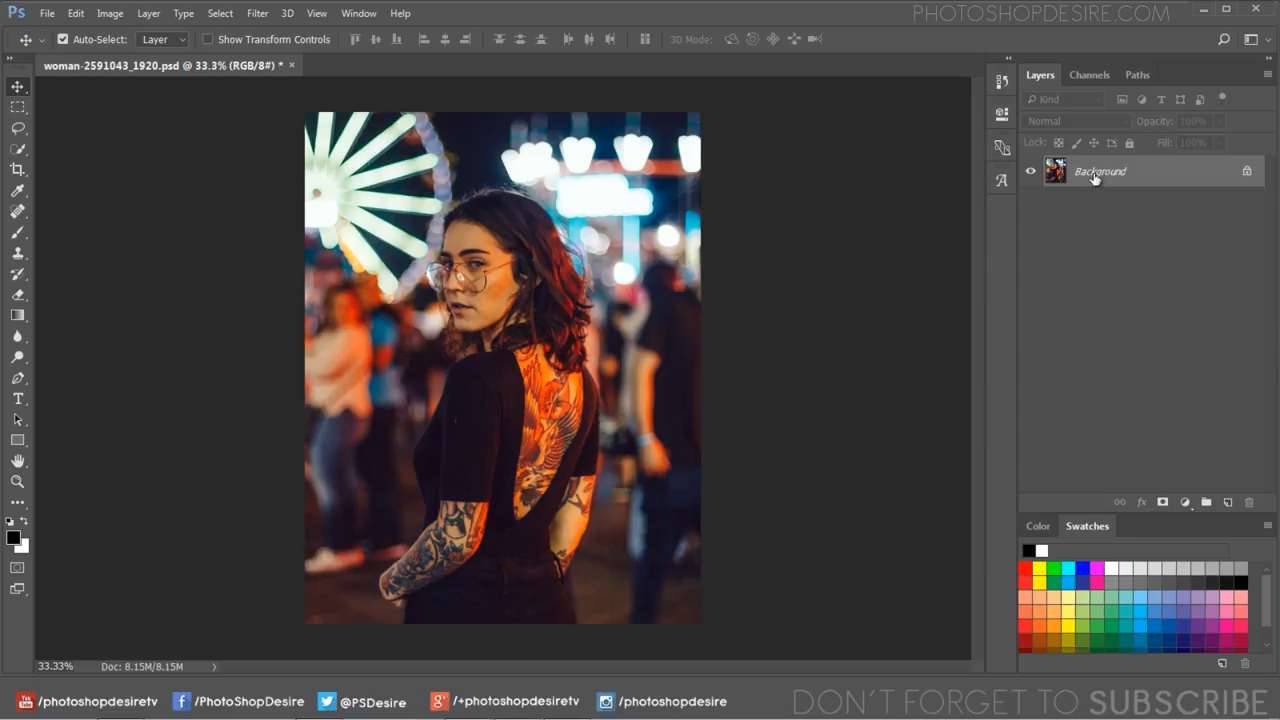 Ps File Edit Image Layer Type Select Filter 3D View Window Help
PHOTOSHOPDESIRE.COM
Auto-Select: Layer Show Transform Controls 3D Mode:
woman-2591043_1920.psd @ 33.3% (RGB/8#) * ×
Layers Channels Paths
Kind
Normal Opacity: 100%
Lock: Fill: 100%
Background
Color Swatches
33.33% Doc: 8.15M/8.15M
/photoshopdesiretv /PhotoShopDesire @PSDesire /+photoshopdesiretv /photoshopdesire
DON'T FORGET TO SUBSCRIBE